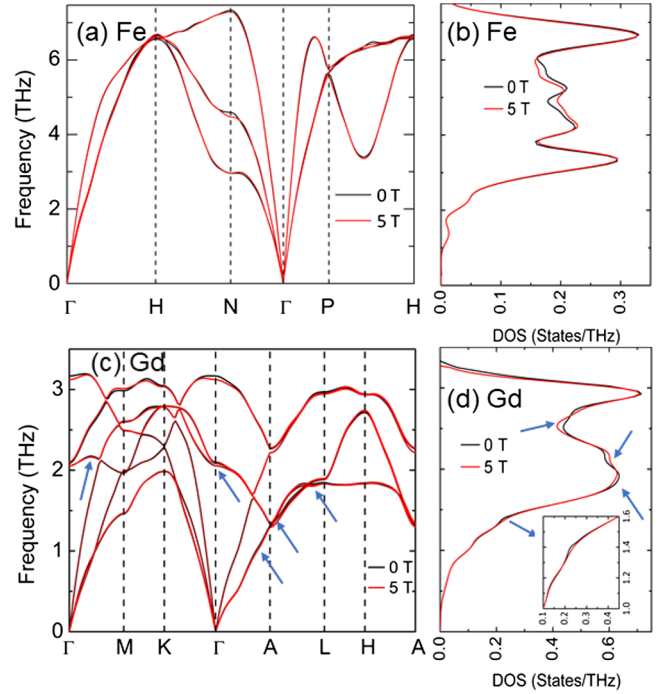 (a) Fe
Frequency (THz)
6
4
2
0
0 T
5 T
Γ H N Γ P H
(b) Fe
0 T
5 T
0.0 0.1 0.2 0.3
DOS (States/THz)
(c) Gd
Frequency (THz)
3
2
1
0
0 T
5 T
Γ M K Γ A L H A
(d) Gd
0 T
5 T
1.6
1.4
1.2
1.0
0.1 0.2 0.3 0.4
0.0 0.2 0.4 0.6
DOS (States/THz)